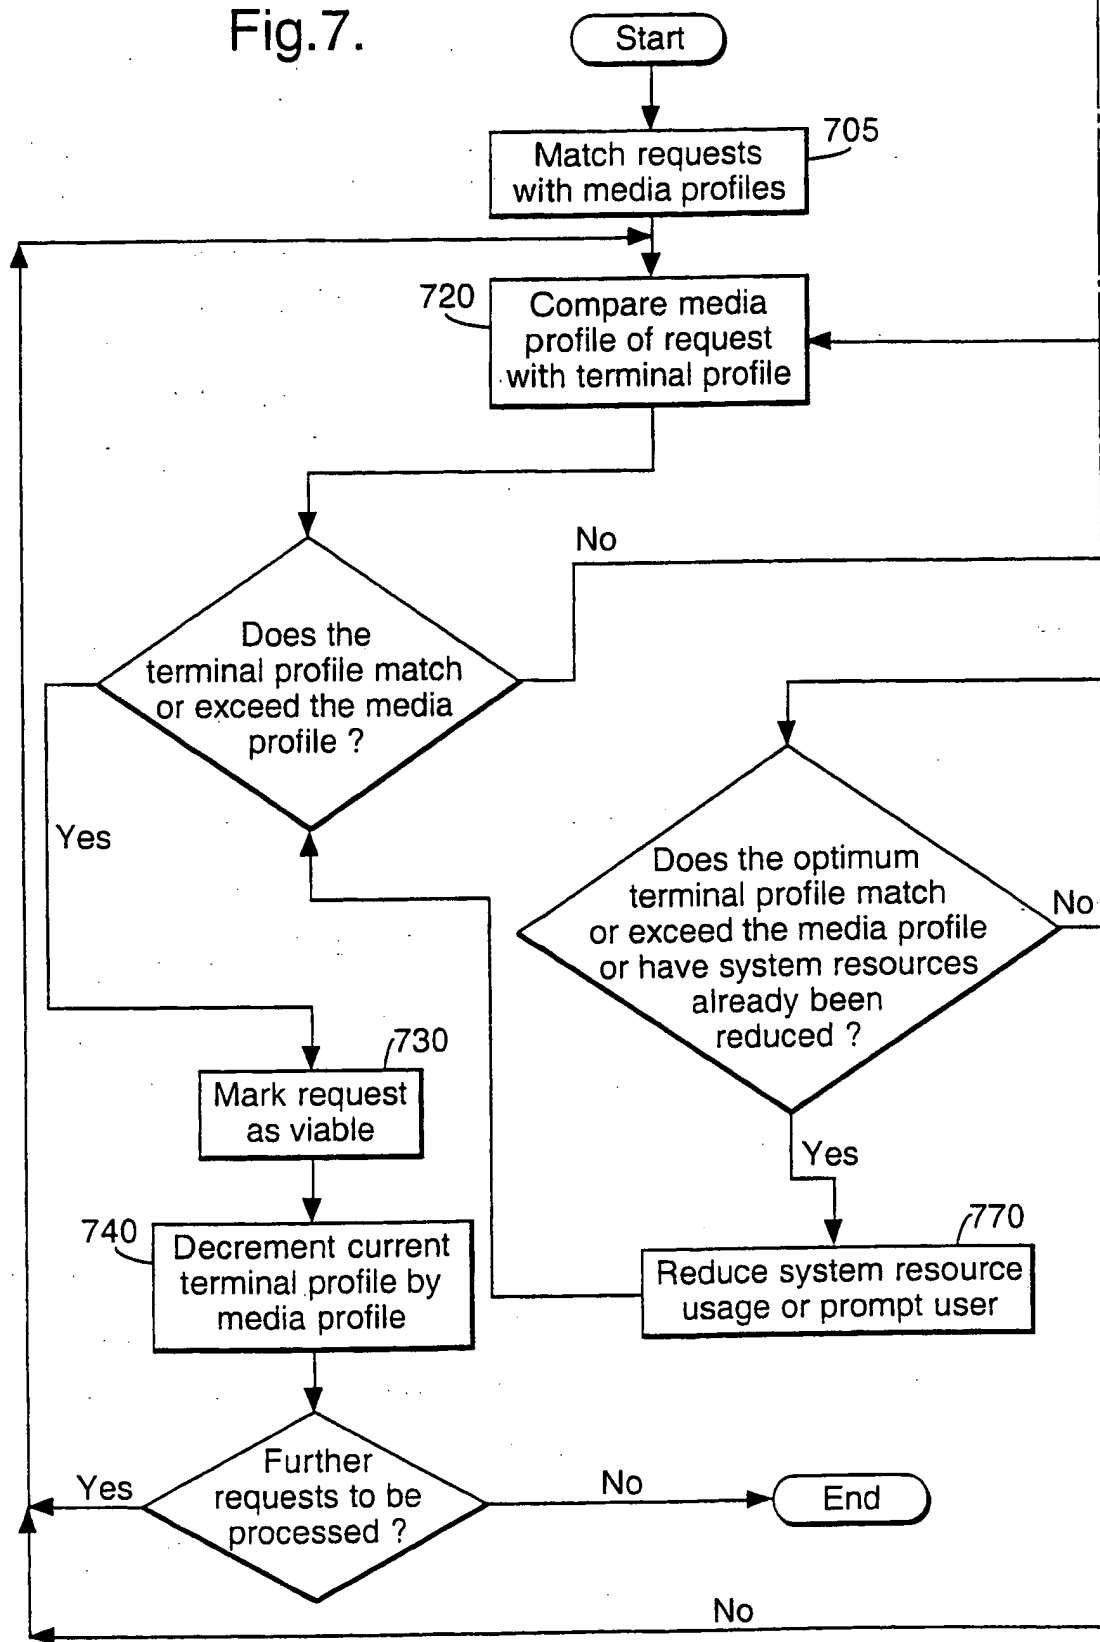 Fig.7.
Start
705
Match requests
with media profiles
720
Compare media
profile of request
with terminal profile
No
Does the
terminal profile match
or exceed the media
profile ?
Yes
Does the optimum
terminal profile match
or exceed the media profile
or have system resources
already been
reduced ?
No
730
Mark request
as viable
Yes
740
Decrement current
terminal profile by
media profile
770
Reduce system resource
usage or prompt user
Further
requests to be
processed ?
Yes
No
End
No